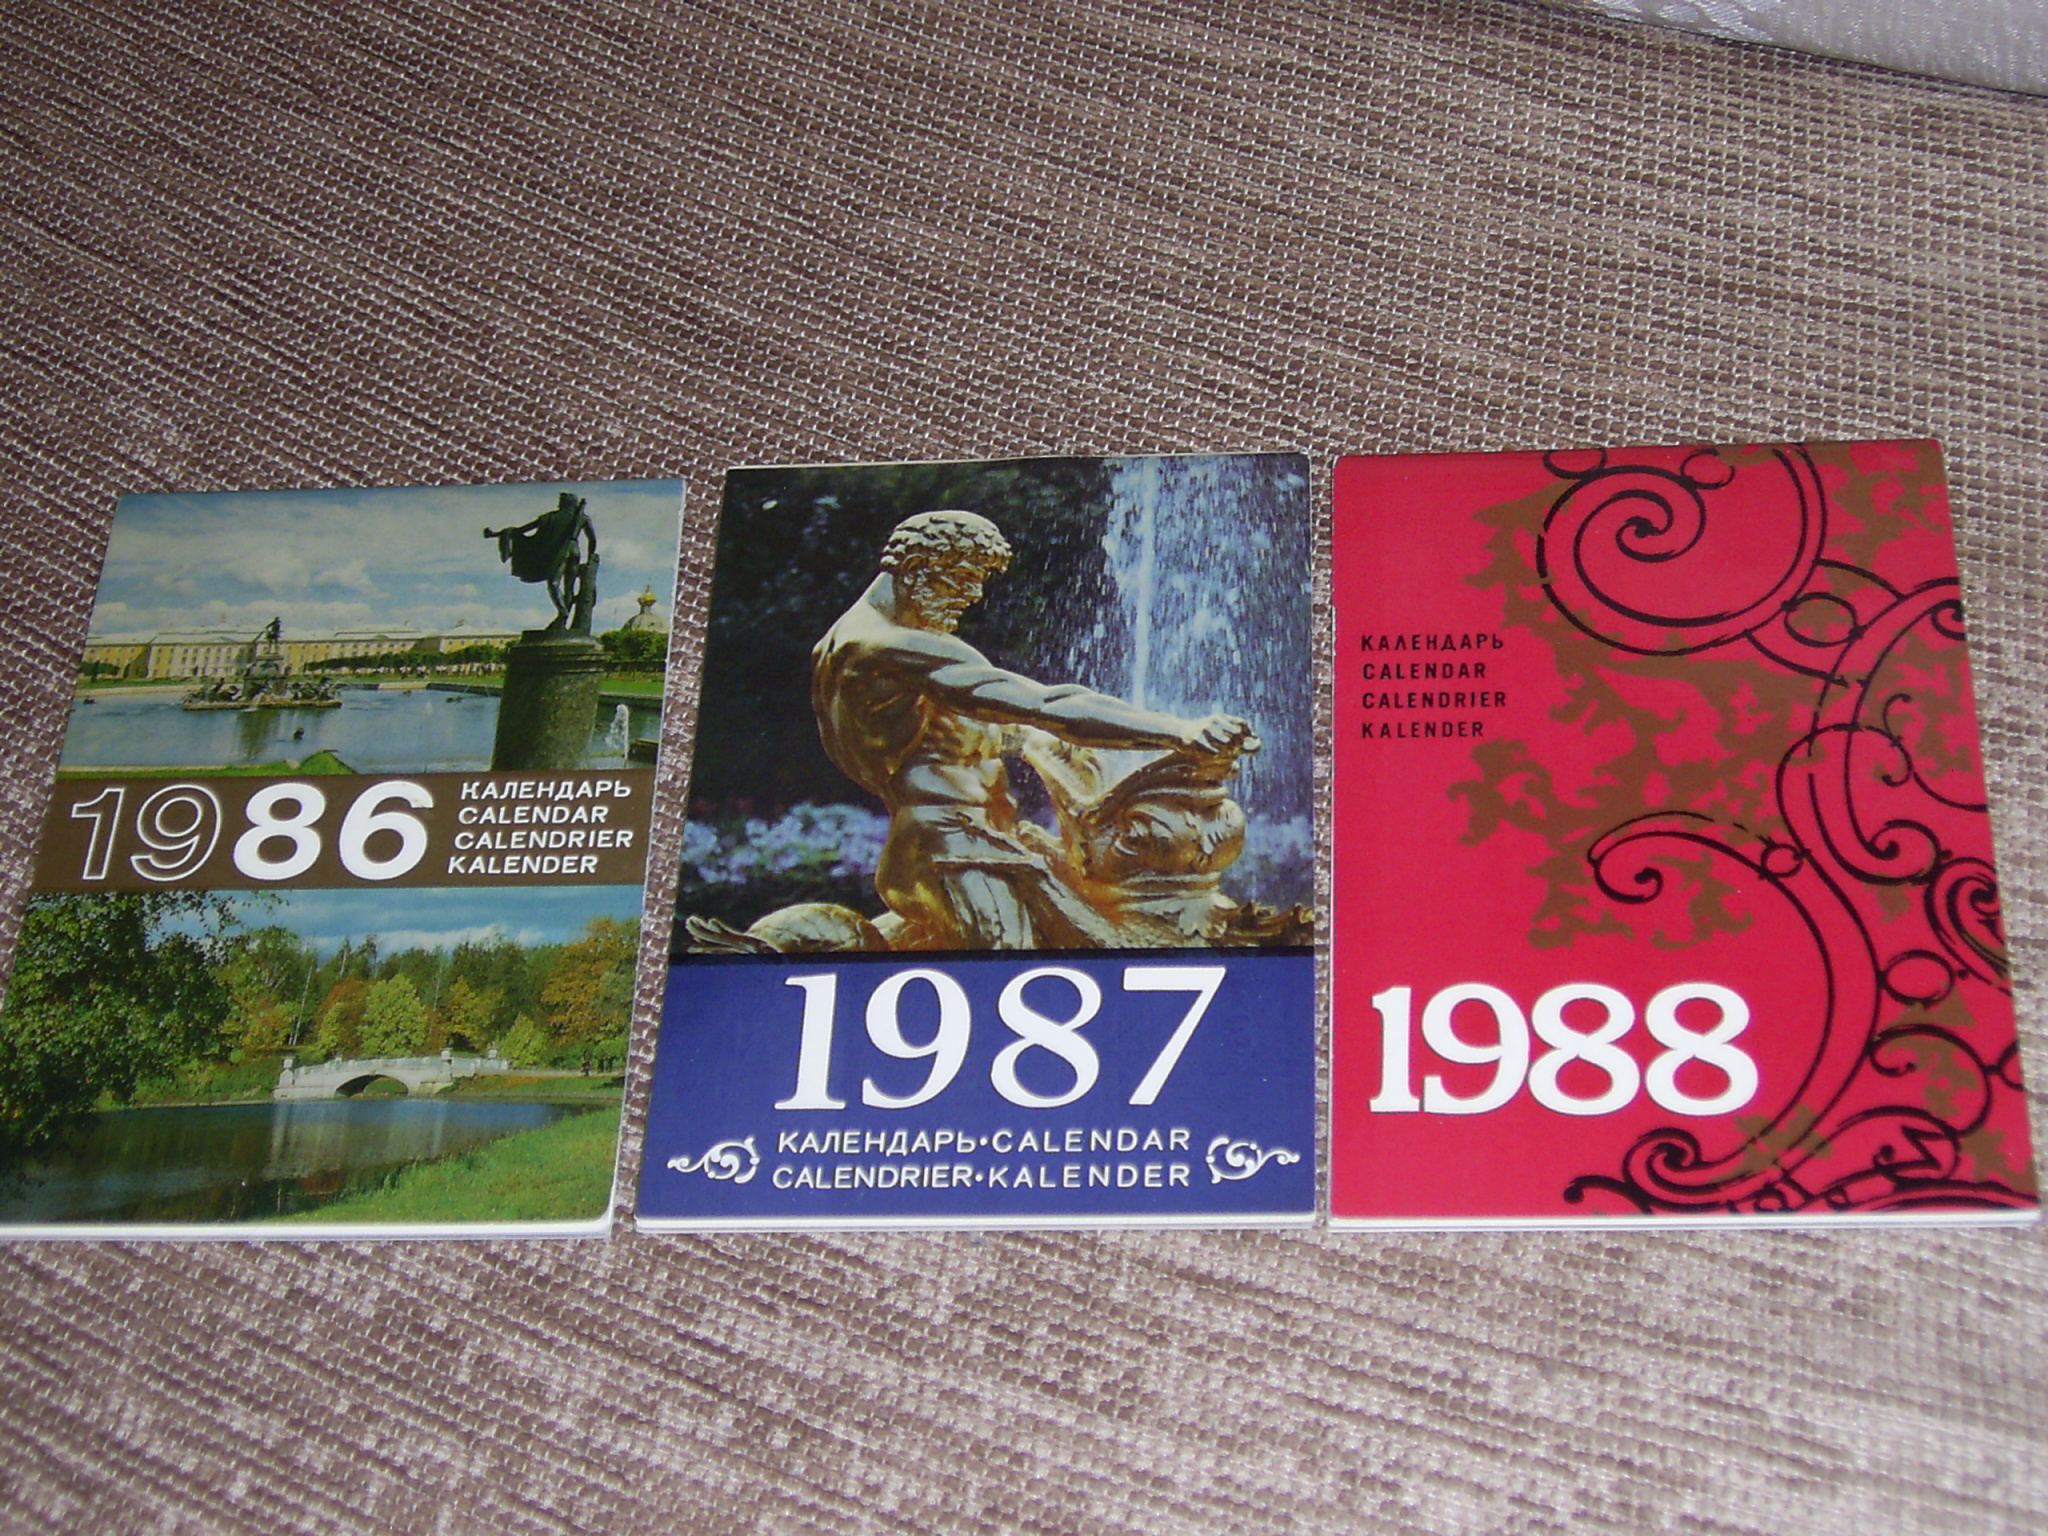 1986
КАЛЕНДАРЬ
CALENDAR
CALENDRIER
KALENDER
1987
КАЛЕНДАРЬ•CALENDAR
CALENDRIER•KALENDER
КАЛЕНДАРЬ
CALENDAR
CALENDRIER
KALENDER
1988